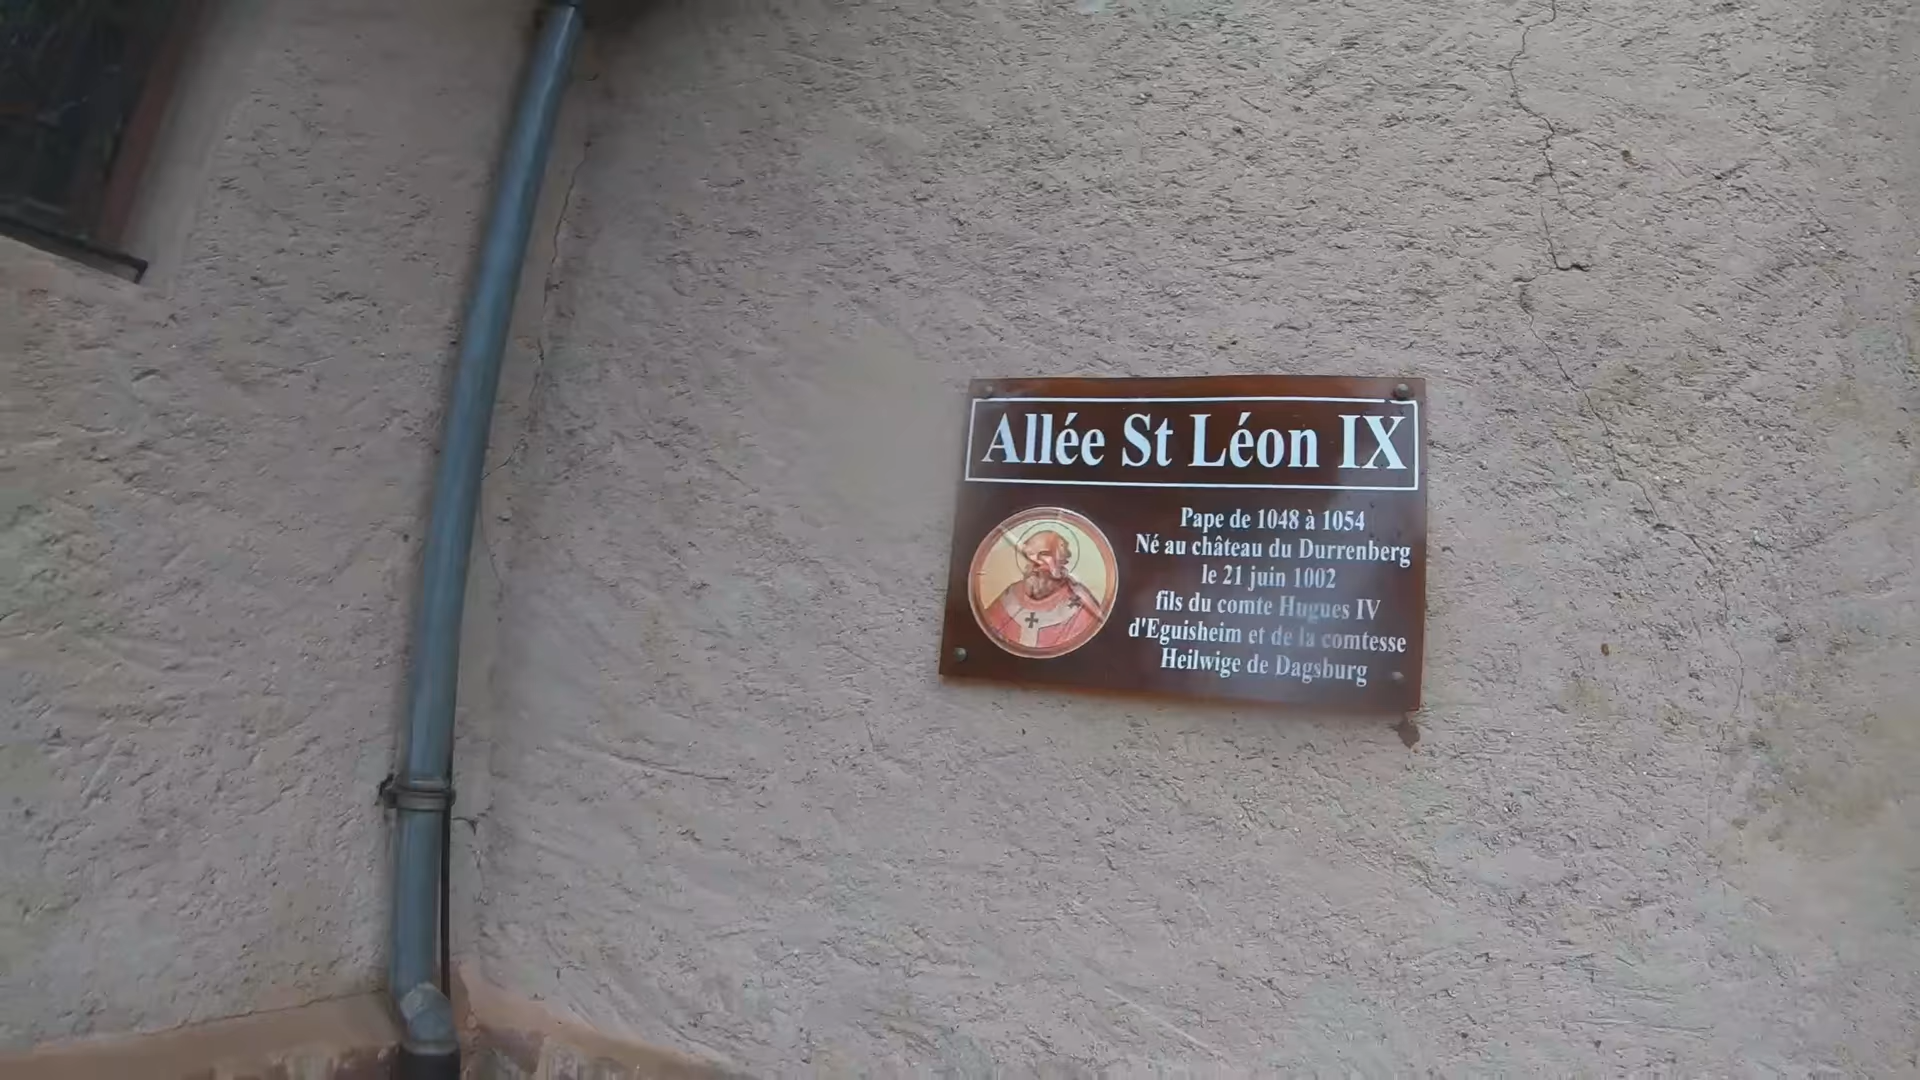 Allée St Léon IX
Pape de 1048 à 1054
Né au château du Durrenberg
le 21 juin 1002
fils du comte Hugues IV
d'Eguisheim et de la comtesse
Heilwige de Dagsburg